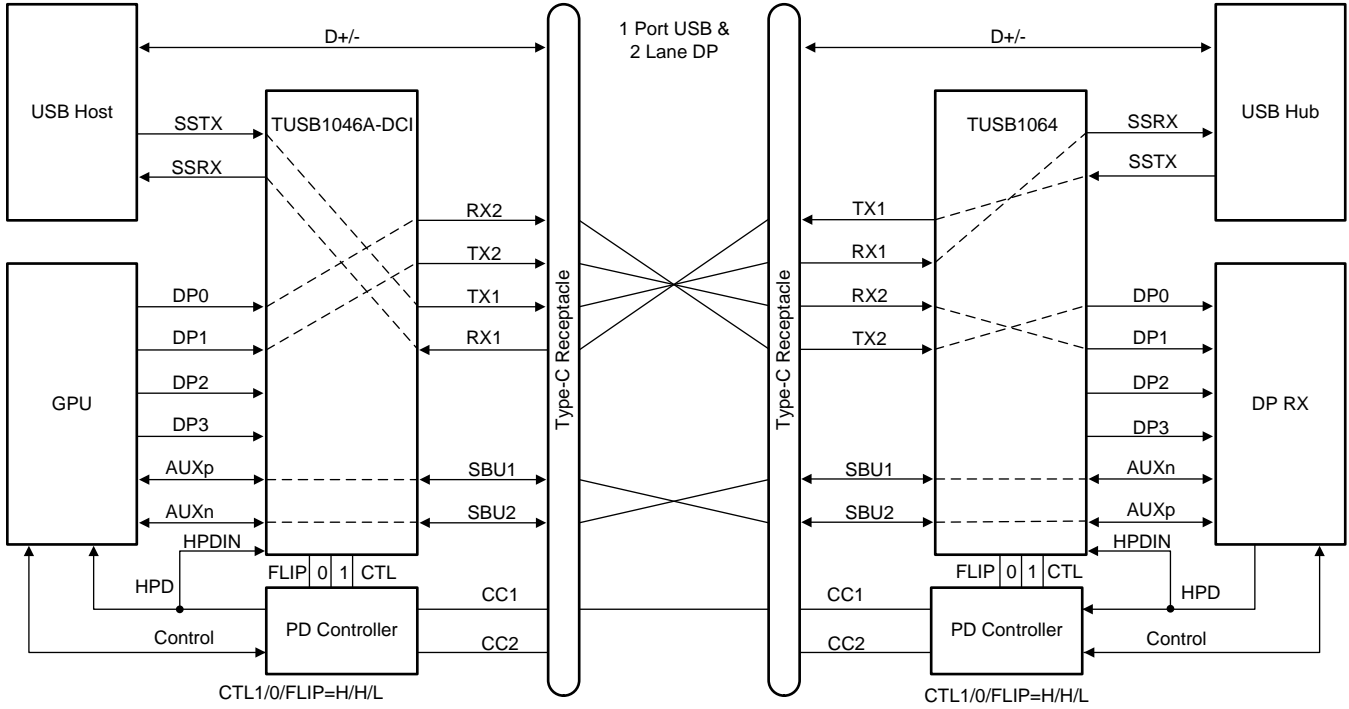 1 Port USB &
2 Lane DP
D+/-
D+/-
USB Host
TUSB1046A-DCI
TUSB1064
USB Hub
SSTX
SSRX
SSRX
SSTX
RX2
TX2
TX1
RX1
TX1
RX1
RX2
TX2
Type-C Receptacle
Type-C Receptacle
GPU
DP0
DP1
DP2
DP3
AUXp
AUXn
HPDIN
SBU1
SBU2
SBU1
SBU2
DP0
DP1
DP2
DP3
AUXn
AUXp
HPDIN
DP RX
FLIP 0 1 CTL
FLIP 0 1 CTL
HPD
HPD
PD Controller
PD Controller
CC1
CC2
CC1
CC2
Control
Control
CTL1/0/FLIP=H/H/L
CTL1/0/FLIP=H/H/L